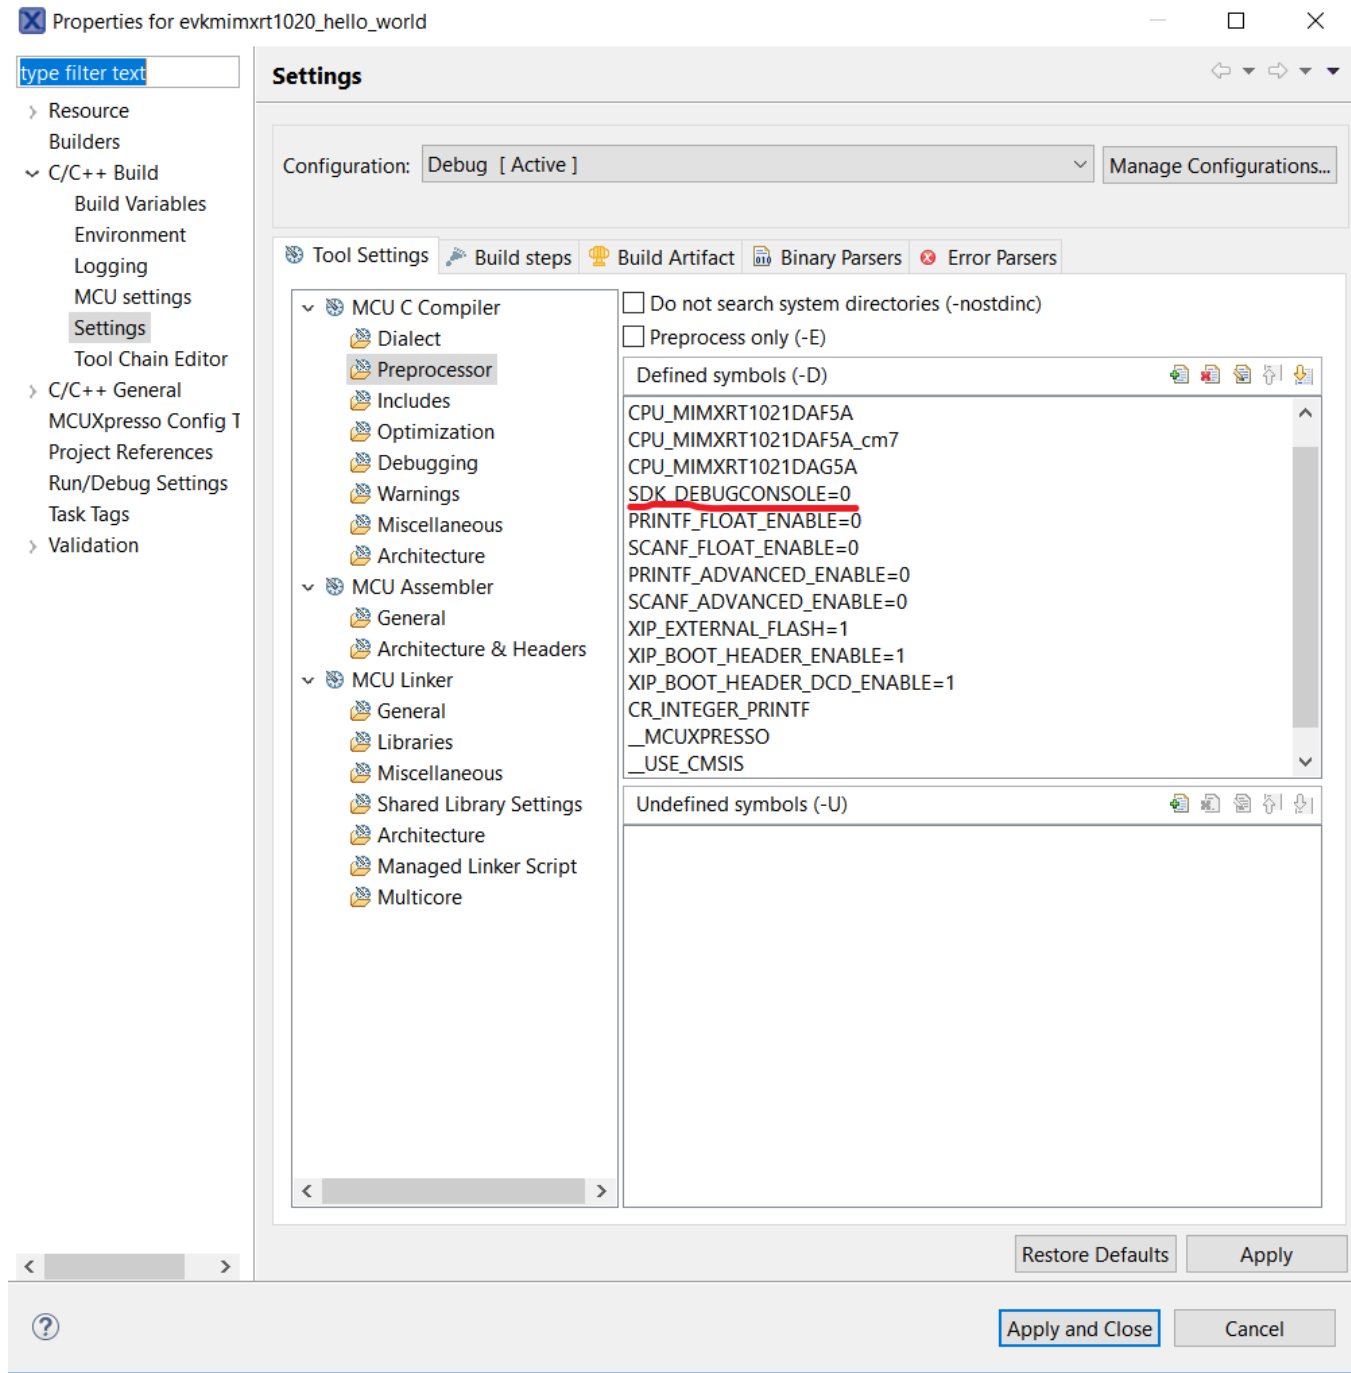 Properties for evkmimxrt1020_hello_world
type filter text
Resource
Builders
C/C++ Build
Build Variables
Environment
Logging
MCU settings
Settings
Tool Chain Editor
C/C++ General
MCUXpresso Config T
Project References
Run/Debug Settings
Task Tags
Validation
Settings
Configuration: Debug [ Active ] Manage Configurations...
Tool Settings Build steps Build Artifact Binary Parsers Error Parsers
MCU C Compiler
Dialect
Preprocessor
Includes
Optimization
Debugging
Warnings
Miscellaneous
Architecture
MCU Assembler
General
Architecture & Headers
MCU Linker
General
Libraries
Miscellaneous
Shared Library Settings
Architecture
Managed Linker Script
Multicore
Do not search system directories (-nostdinc)
Preprocess only (-E)
Defined symbols (-D)
CPU_MIMXRT1021DAF5A
CPU_MIMXRT1021DAF5A_cm7
CPU_MIMXRT1021DAG5A
SDK_DEBUGCONSOLE=0
PRINTF_FLOAT_ENABLE=0
SCANF_FLOAT_ENABLE=0
PRINTF_ADVANCED_ENABLE=0
SCANF_ADVANCED_ENABLE=0
XIP_EXTERNAL_FLASH=1
XIP_BOOT_HEADER_ENABLE=1
XIP_BOOT_HEADER_DCD_ENABLE=1
CR_INTEGER_PRINTF
__MCUXPRESSO
__USE_CMSIS
Undefined symbols (-U)
Restore Defaults Apply
Apply and Close Cancel